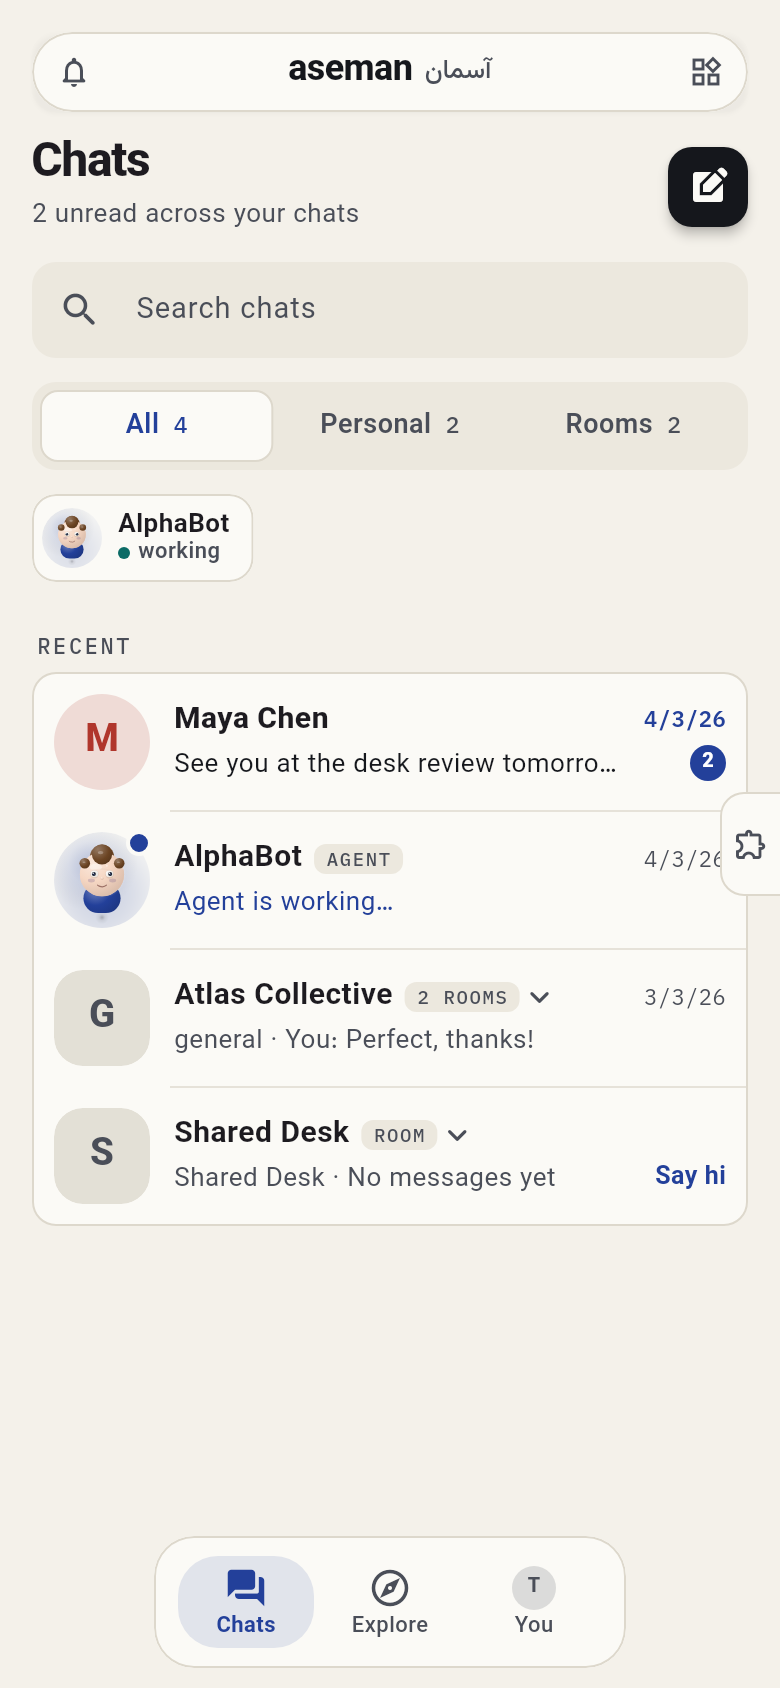 aseman آسمان
Chats
2 unread across your chats
Search chats
All 4 Personal 2 Rooms 2
AlphaBot
working
RECENT
M Maya Chen 4/3/26
See you at the desk review tomorro… 2
AlphaBot AGENT 4/3/26
Agent is working…
G Atlas Collective 2 ROOMS 3/3/26
general · You: Perfect, thanks!
S Shared Desk ROOM
Shared Desk · No messages yet Say hi
T
Chats Explore You